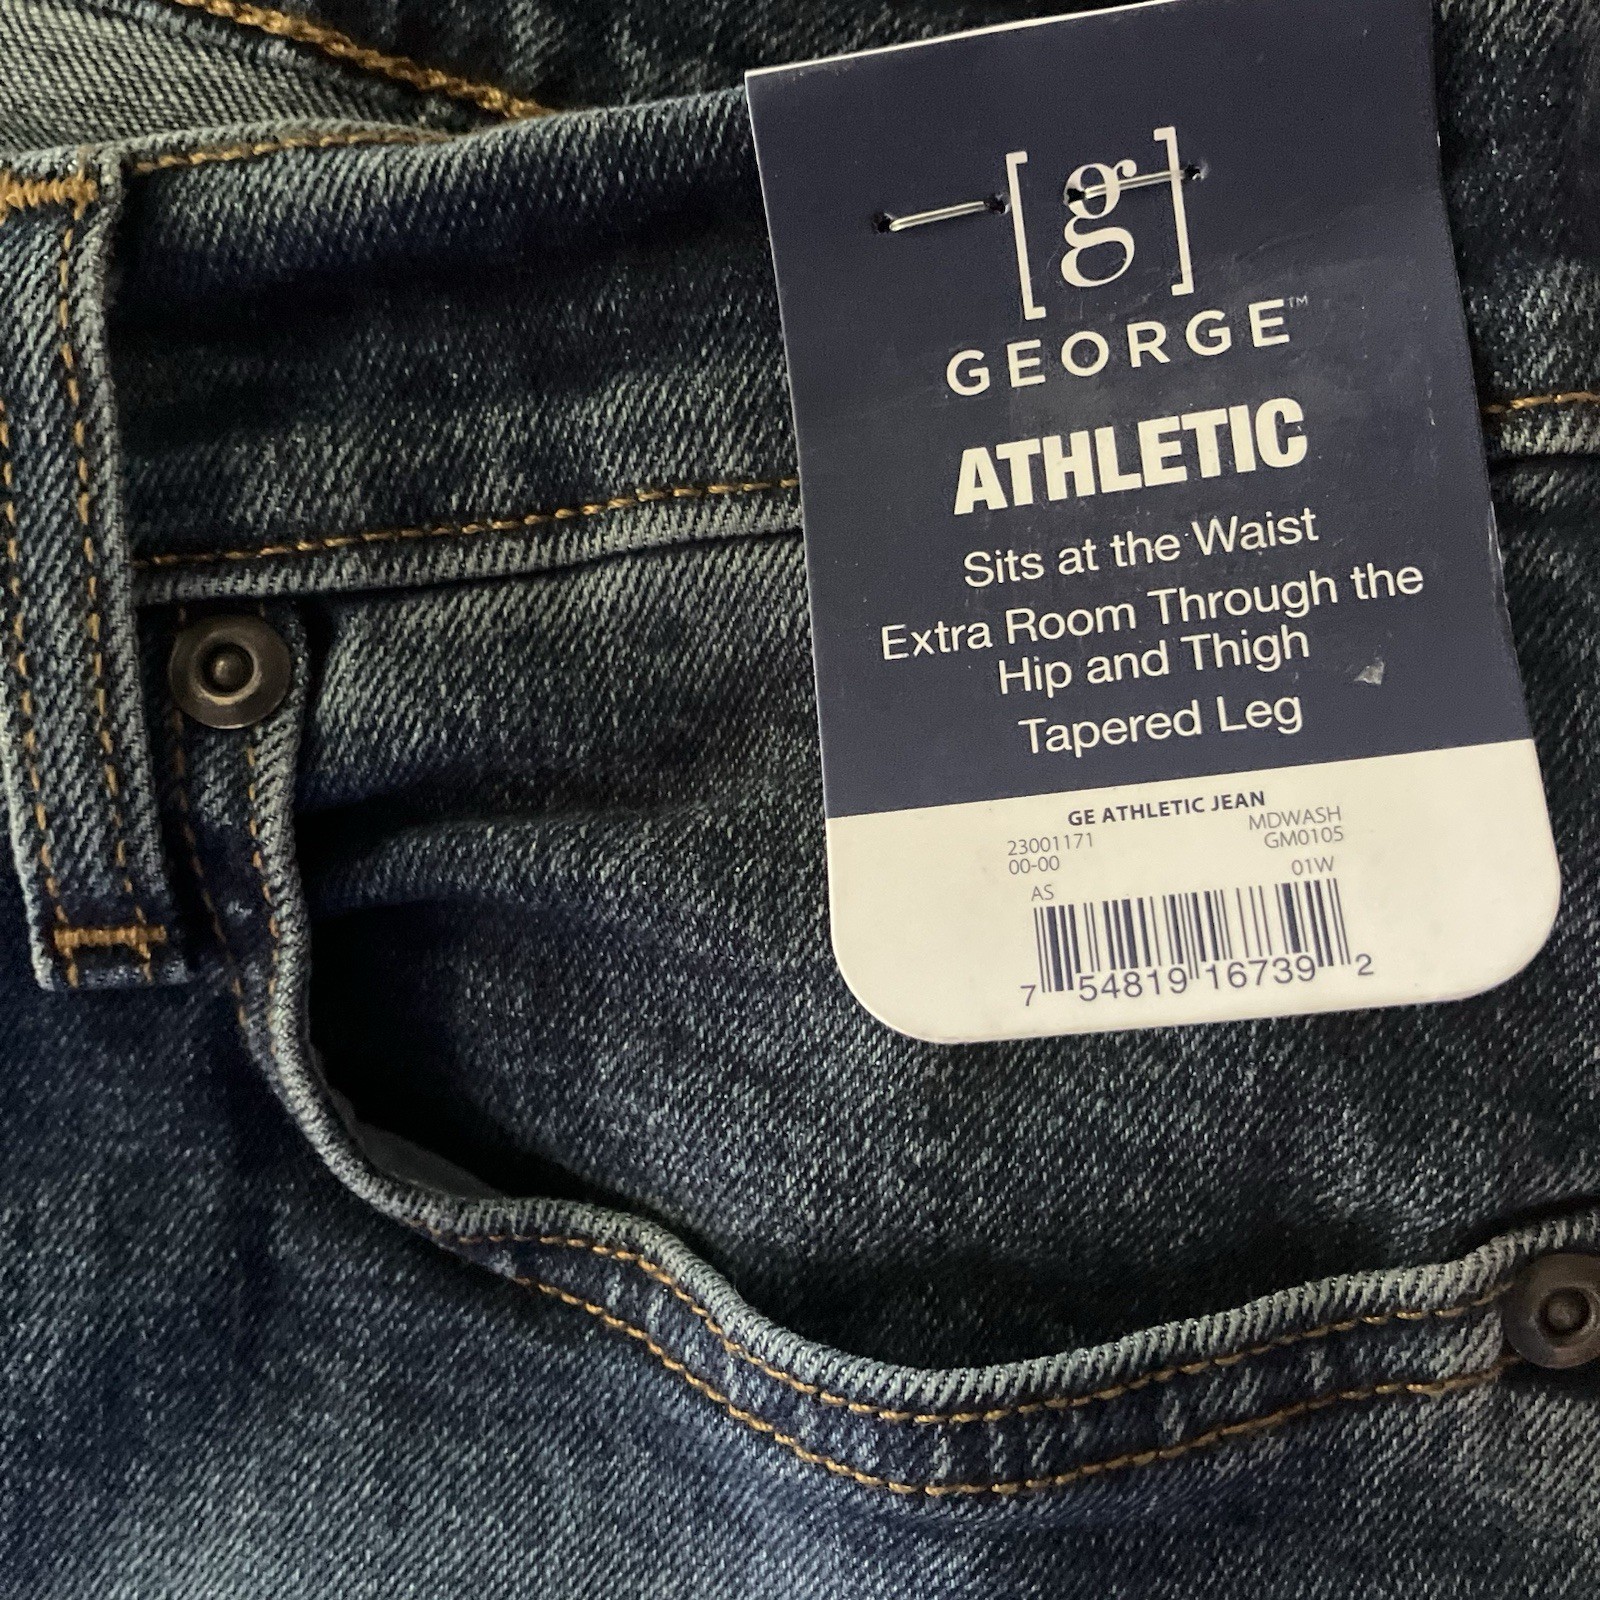 [g]
GEORGE™
ATHLETIC
Sits at the Waist
Extra Room Through the
Hip and Thigh
Tapered Leg
GE ATHLETIC JEAN
23001171 MDWASH
00-00 GM0105
AS 01W
7 54819 16739 2